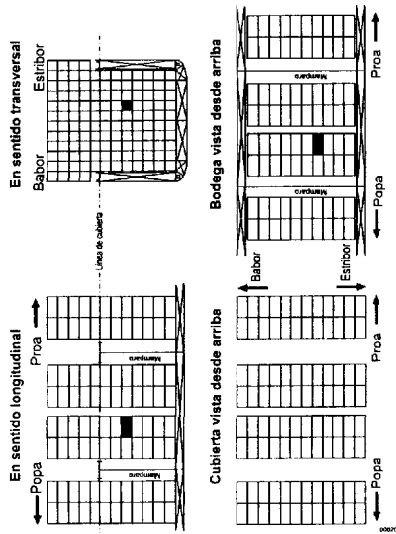 En sentido longitudinal
Popa
Proa
Mamparo
Mamparo
Línea de cubierta
En sentido transversal
Babor
Estribor
Cubierta vista desde arriba
Popa
Proa
Babor
Estribor
Bodega vista desde arriba
Popa
Proa
Mamparo
Mamparo